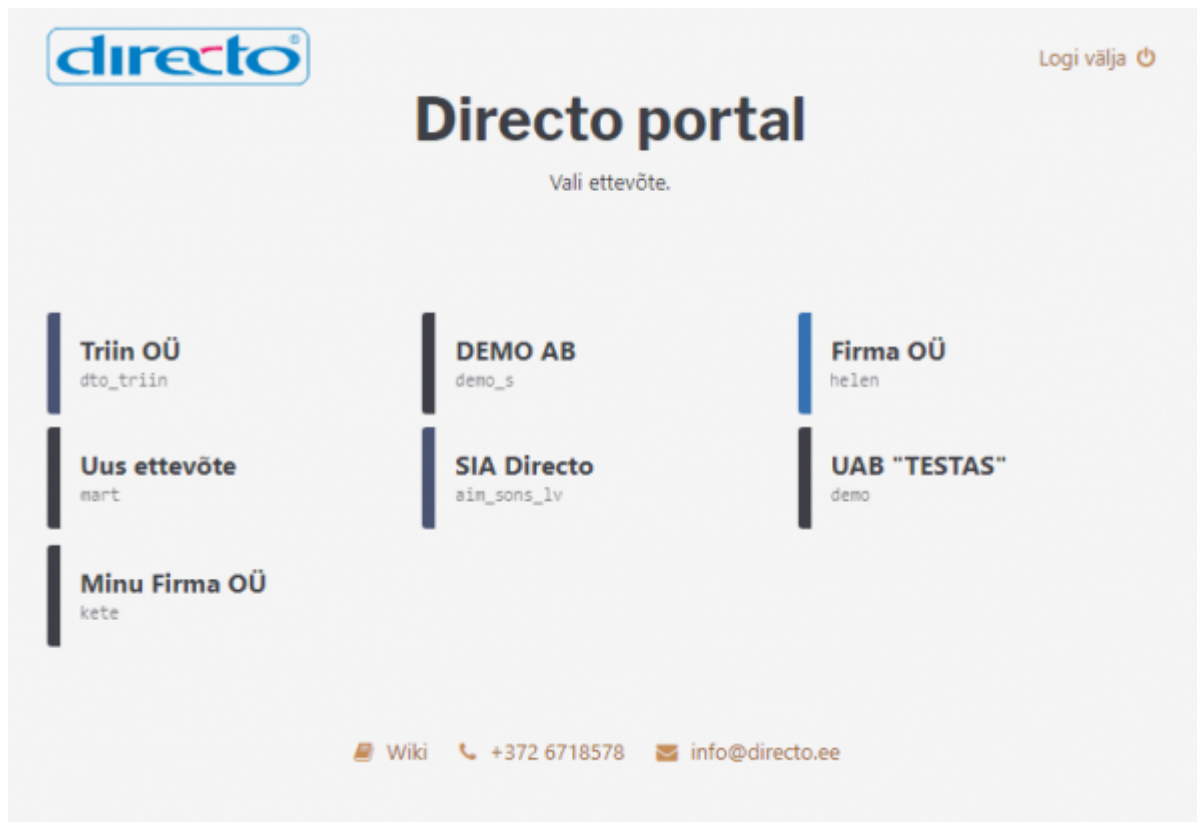 directo®
Logi välja
Directo portal
Vali ettevõte.
Triin OÜ
dto_triin
DEMO AB
demo_s
Firma OÜ
helen
Uus ettevõte
mart
SIA Directo
aim_sons_lv
UAB "TESTAS"
demo
Minu Firma OÜ
kete
Wiki +372 6718578 info@directo.ee